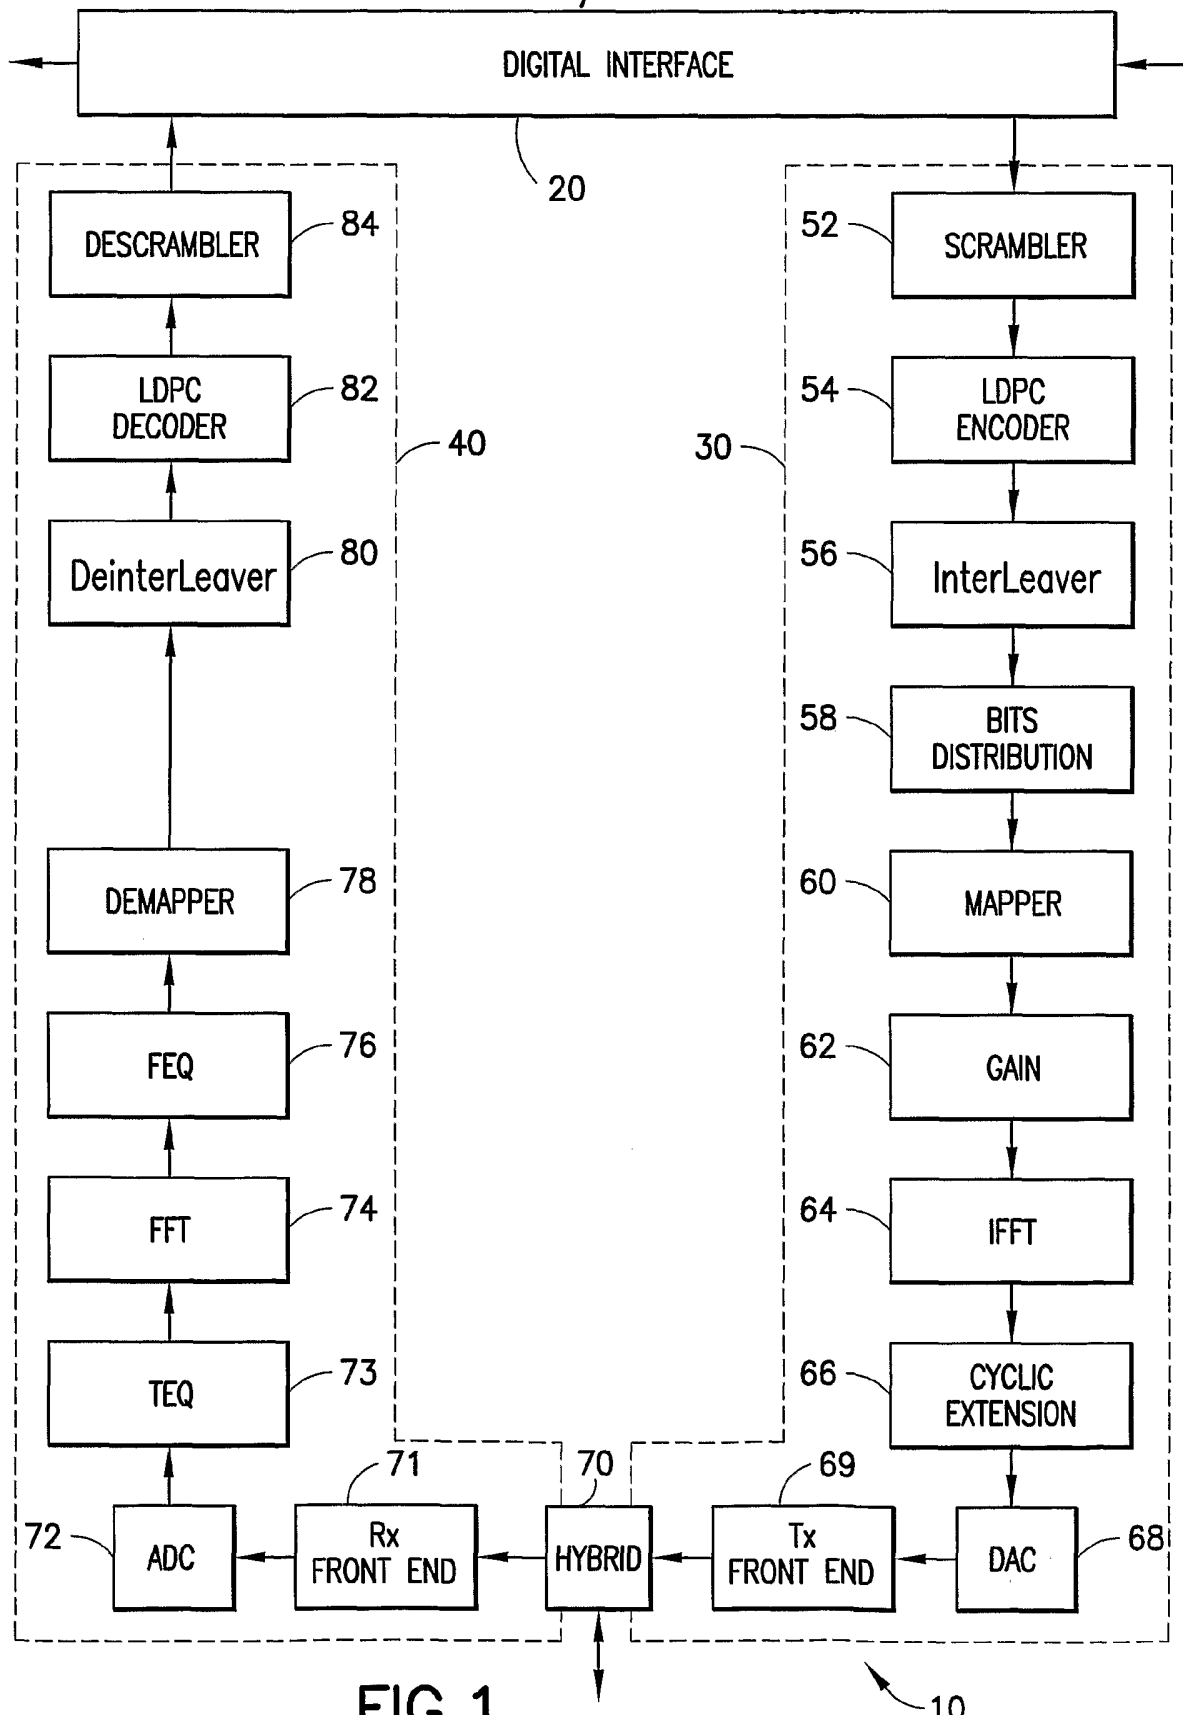 DIGITAL INTERFACE
20
DESCRAMBLER
84
52
SCRAMBLER
LDPC
DECODER
82
54
LDPC
ENCODER
40
30
DeinterLeaver
80
56
InterLeaver
58
BITS
DISTRIBUTION
DEMAPPER
78
60
MAPPER
FEQ
76
62
GAIN
FFT
74
64
IFFT
TEQ
73
66
CYCLIC
EXTENSION
71
70
69
72
ADC
Rx
FRONT END
HYBRID
Tx
FRONT END
DAC
68
FIG.1
10